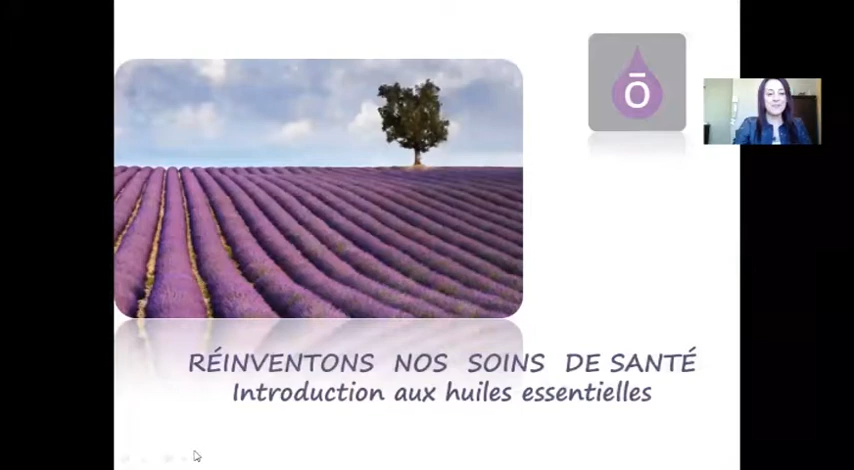 ō
RÉINVENTONS NOS SOINS DE SANTÉ
Introduction aux huiles essentielles